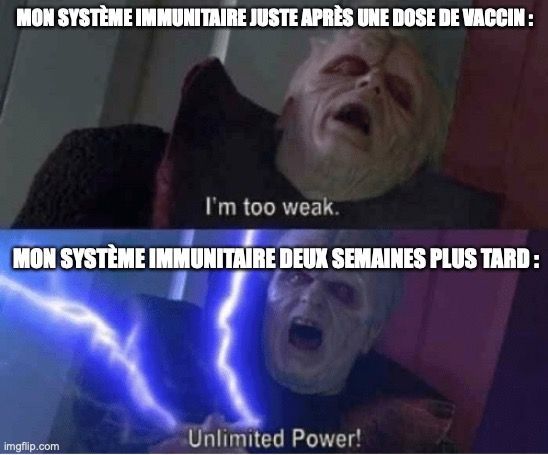 MON SYSTÈME IMMUNITAIRE JUSTE APRÈS UNE DOSE DE VACCIN :
I'm too weak.
MON SYSTÈME IMMUNITAIRE DEUX SEMAINES PLUS TARD :
Unlimited Power!
imgflip.com